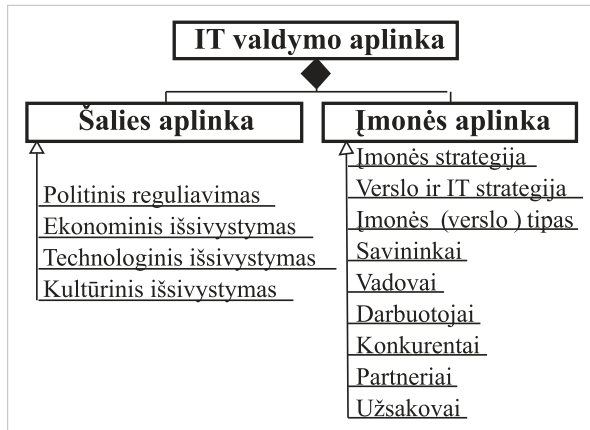 IT valdymo aplinka
Šalies aplinka
Politinis reguliavimas
Ekonominis išsivystymas
Technologinis išsivystymas
Kultūrinis išsivystymas
Įmonės aplinka
Įmonės strategija
Verslo ir IT strategija
Įmonės (verslo ) tipas
Savininkai
Vadovai
Darbuotojai
Konkurentai
Partneriai
Užsakovai